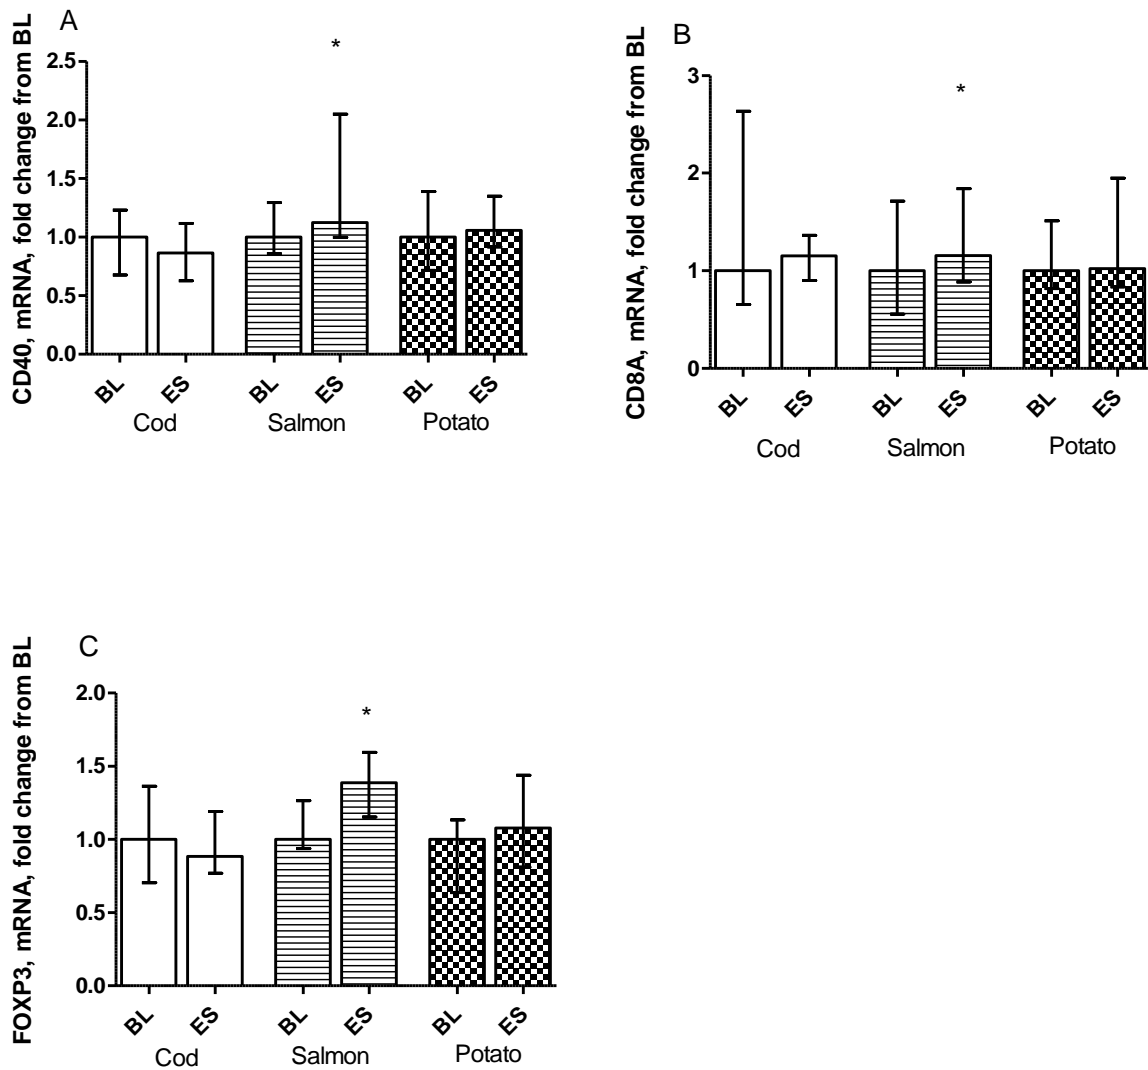 A
CD40, mRNA, fold change from BL
2.5
2.0
1.5
1.0
0.5
0.0
*
BL ES BL ES BL ES
Cod Salmon Potato
B
CD8A, mRNA, fold change from BL
3
2
1
0
*
BL ES BL ES BL ES
Cod Salmon Potato
C
FOXP3, mRNA, fold change from BL
2.0
1.5
1.0
0.5
0.0
*
BL ES BL ES BL ES
Cod Salmon Potato